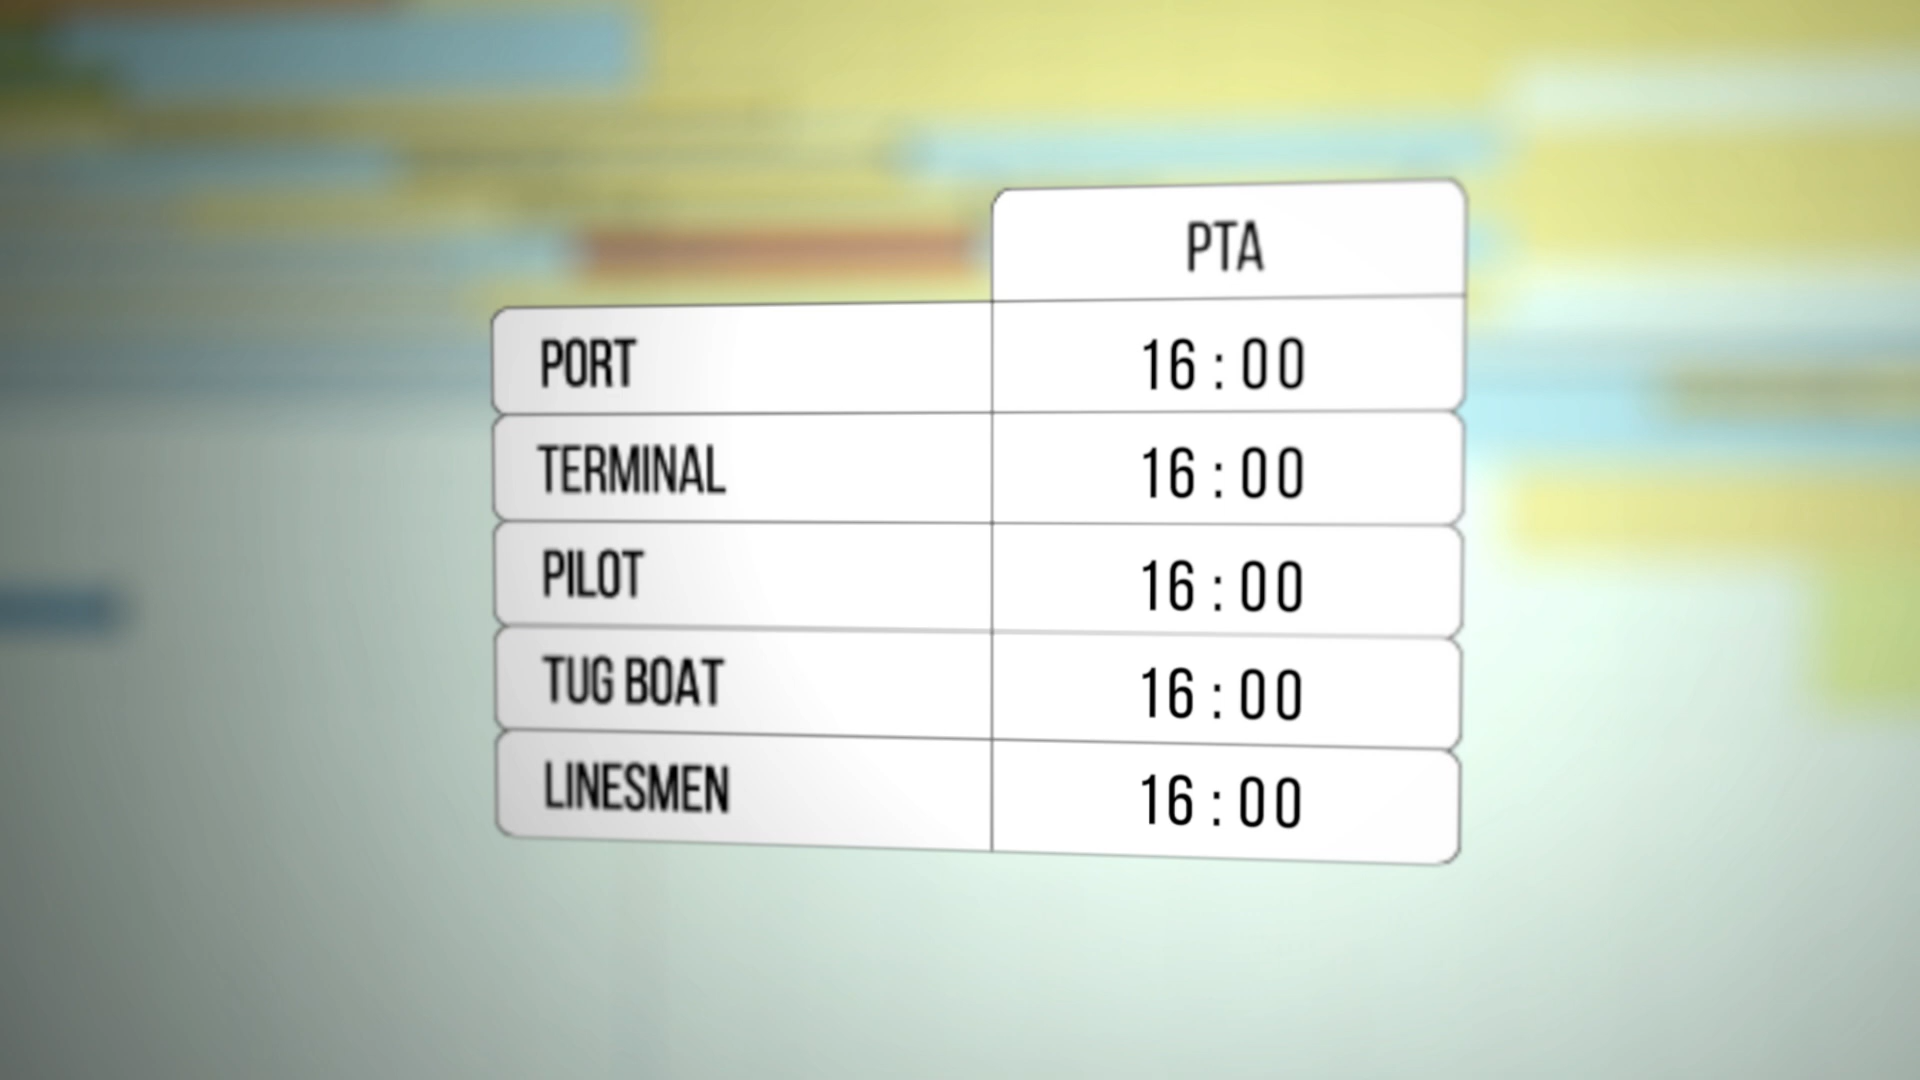 PTA
PORT 16:00
TERMINAL 16:00
PILOT 16:00
TUG BOAT 16:00
LINESMEN 16:00